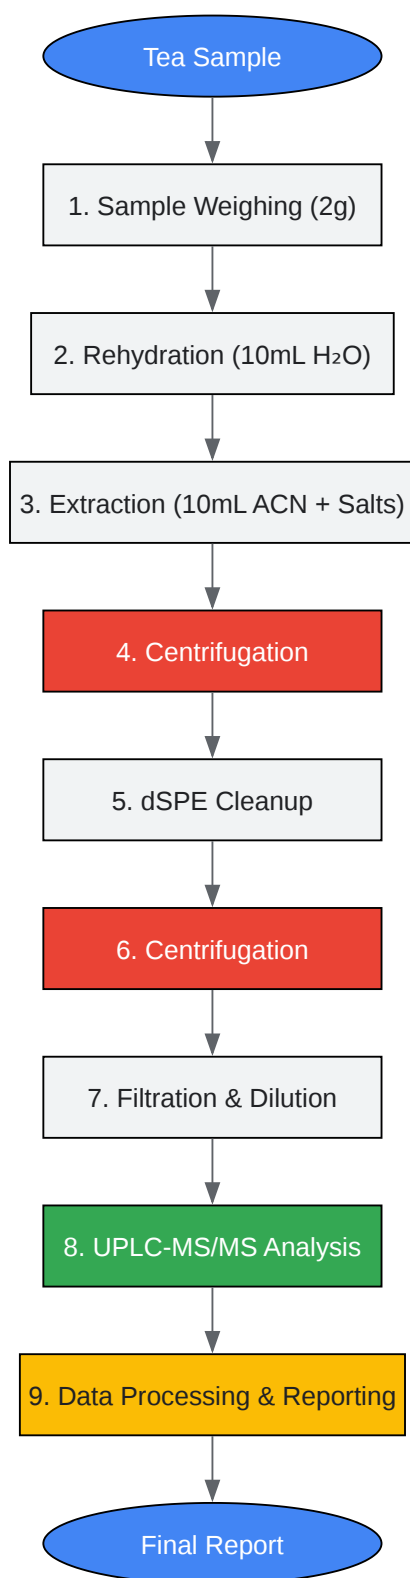 Tea Sample
1. Sample Weighing (2g)
2. Rehydration (10mL H₂O)
3. Extraction (10mL ACN + Salts)
4. Centrifugation
5. dSPE Cleanup
6. Centrifugation
7. Filtration & Dilution
8. UPLC-MS/MS Analysis
9. Data Processing & Reporting
Final Report